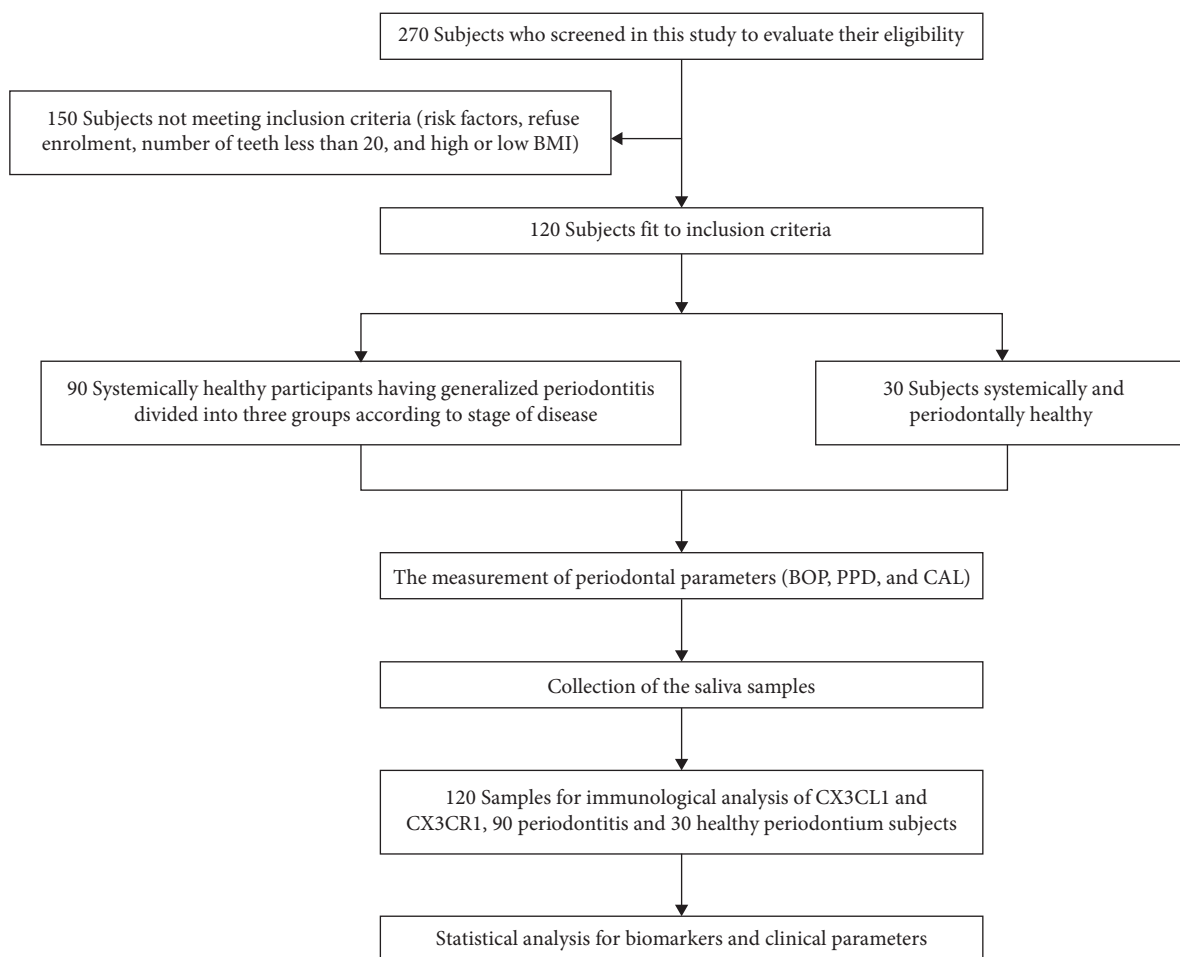 270 Subjects who screened in this study to evaluate their eligibility
150 Subjects not meeting inclusion criteria (risk factors, refuse
enrolment, number of teeth less than 20, and high or low BMI)
120 Subjects fit to inclusion criteria
90 Systemically healthy participants having generalized periodontitis
divided into three groups according to stage of disease
30 Subjects systemically and
periodontally healthy
The measurement of periodontal parameters (BOP, PPD, and CAL)
Collection of the saliva samples
120 Samples for immunological analysis of CX3CL1 and
CX3CR1, 90 periodontitis and 30 healthy periodontium subjects
Statistical analysis for biomarkers and clinical parameters